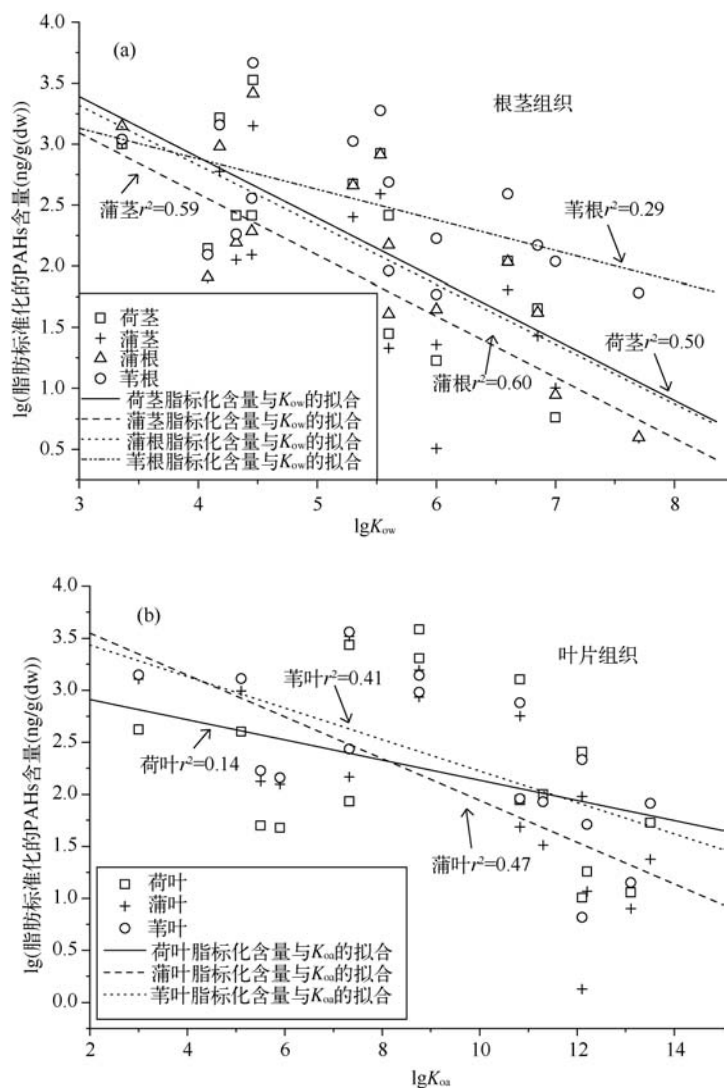 4.0
(a)
3.5
根茎组织
3.0
2.5
蒲茎r²=0.59
苇根r²=0.29
2.0
荷茎
蒲茎
蒲根
苇根
1.5
荷茎r²=0.50
蒲根r²=0.60
1.0
荷茎脂标化含量与Kow的拟合
蒲茎脂标化含量与Kow的拟合
0.5
蒲根脂标化含量与Kow的拟合
苇根脂标化含量与Kow的拟合
lg(脂肪标准化的PAHs含量(ng/g(dw))
3 4 5 6 7 8
lgKow
4.0
(b)
3.5
叶片组织
3.0
苇叶r²=0.41
2.5
荷叶r²=0.14
2.0
1.5
蒲叶r²=0.47
1.0
荷叶
蒲叶
苇叶
0.5
荷叶脂标化含量与Koa的拟合
蒲叶脂标化含量与Koa的拟合
0.0
苇叶脂标化含量与Koa的拟合
lg(脂肪标准化的PAHs含量(ng/g(dw))
2 4 6 8 10 12 14
lgKoa